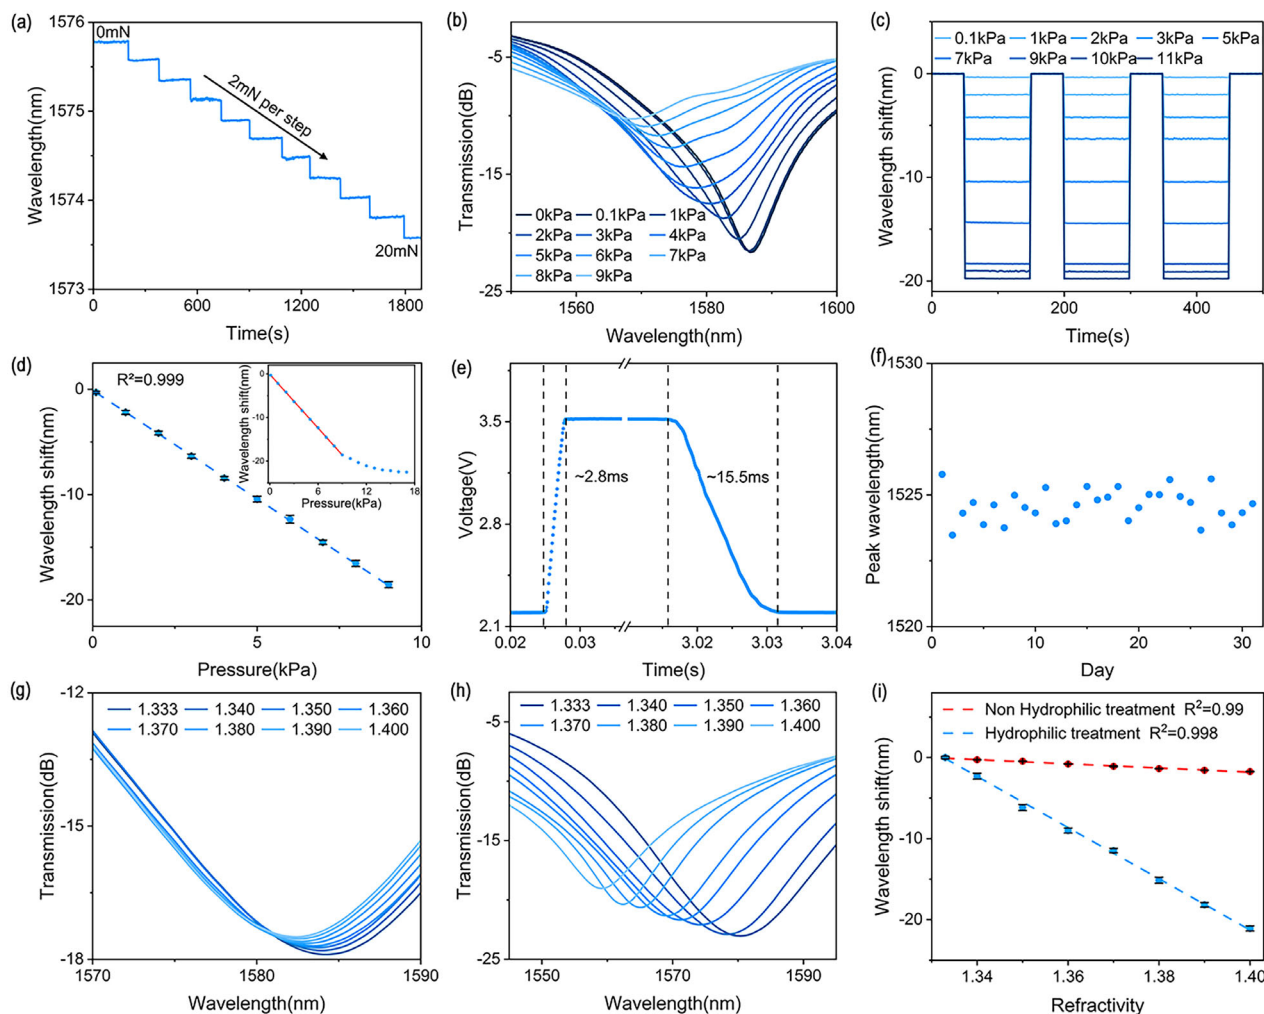 (a)
1576
1575
1574
1573
Wavelength(nm)
0mN
2mN per step
20mN
0 600 1200 1800
Time(s)
(b)
-5
-15
-25
Transmission(dB)
0kPa 0.1kPa 1kPa
2kPa 3kPa 4kPa
5kPa 6kPa 7kPa
8kPa 9kPa
1560 1580 1600
Wavelength(nm)
(c)
0.1kPa 1kPa 2kPa 3kPa 5kPa
7kPa 9kPa 10kPa 11kPa
0
-10
-20
Wavelength shift(nm)
0 200 400
Time(s)
(d)
R²=0.999
0
-10
-20
Wavelength shift(nm)
0
-10
-20
Wavelength shift(nm)
0 6 12 18
Pressure(kPa)
0 5 10
Pressure(kPa)
(e)
3.5
2.8
2.1
Voltage(V)
~2.8ms
~15.5ms
0.02 0.03 3.02 3.03 3.04
Time(s)
(f)
1530
1525
1520
Peak wavelength(nm)
0 10 20 30
Day
(g)
-12
-15
-18
Transmission(dB)
1.333 1.340 1.350 1.360
1.370 1.380 1.390 1.400
1570 1580 1590
Wavelength(nm)
(h)
-5
-15
-25
Transmission(dB)
1.333 1.340 1.350 1.360
1.370 1.380 1.390 1.400
1550 1570 1590
Wavelength(nm)
(i)
Non Hydrophilic treatment R²=0.99
Hydrophilic treatment R²=0.998
0
-10
-20
Wavelength shift(nm)
1.34 1.36 1.38 1.40
Refractivity